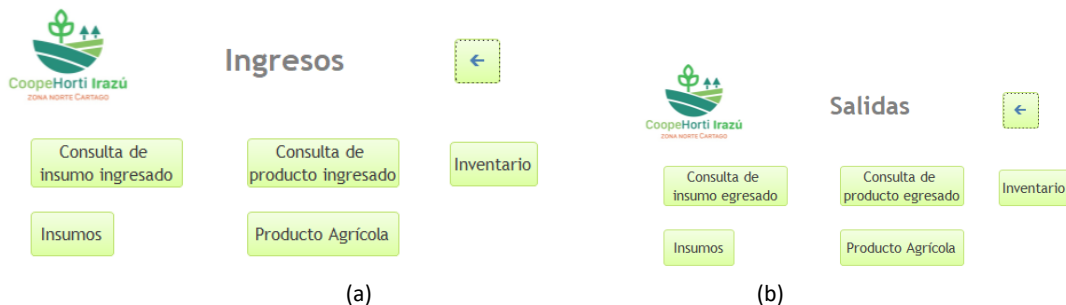 CoopeHorti Irazú
ZONA NORTE CARTAGO
Ingresos
Consulta de
insumo ingresado
Consulta de
producto ingresado
Inventario
Insumos
Producto Agrícola
(a)
CoopeHorti Irazú
ZONA NORTE CARTAGO
Salidas
Consulta de
insumo egresado
Consulta de
producto egresado
Inventario
Insumos
Producto Agrícola
(b)